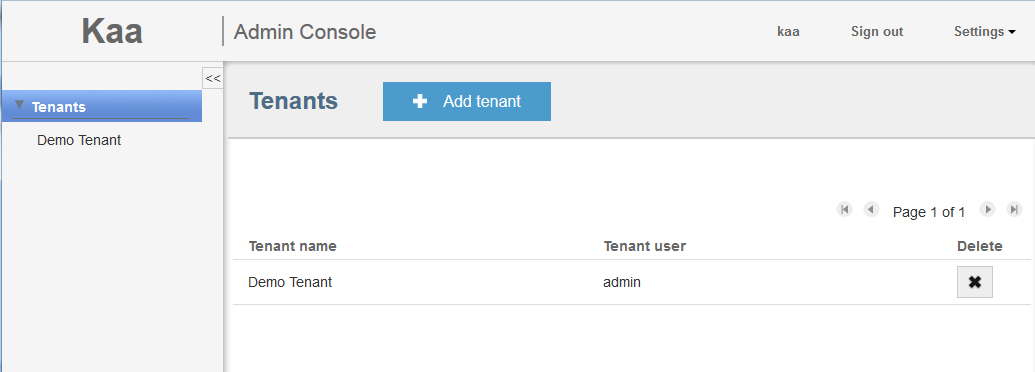 Kaa
Admin Console
kaa
Sign out
Settings
<<
Tenants
Demo Tenant
Tenants
Add tenant
Page 1 of 1
Tenant name Tenant user Delete
Demo Tenant admin